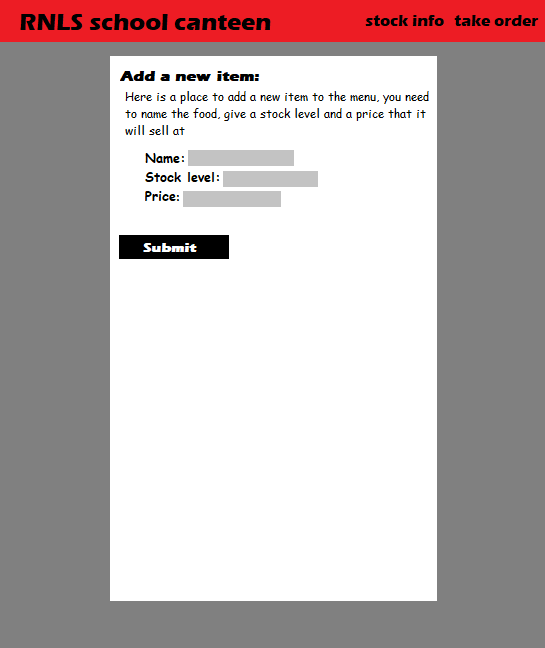 RNLS school canteen
stock info take order
Add a new item:
Here is a place to add a new item to the menu, you need
to name the food, give a stock level and a price that it
will sell at
Name:
Stock level:
Price:
Submit